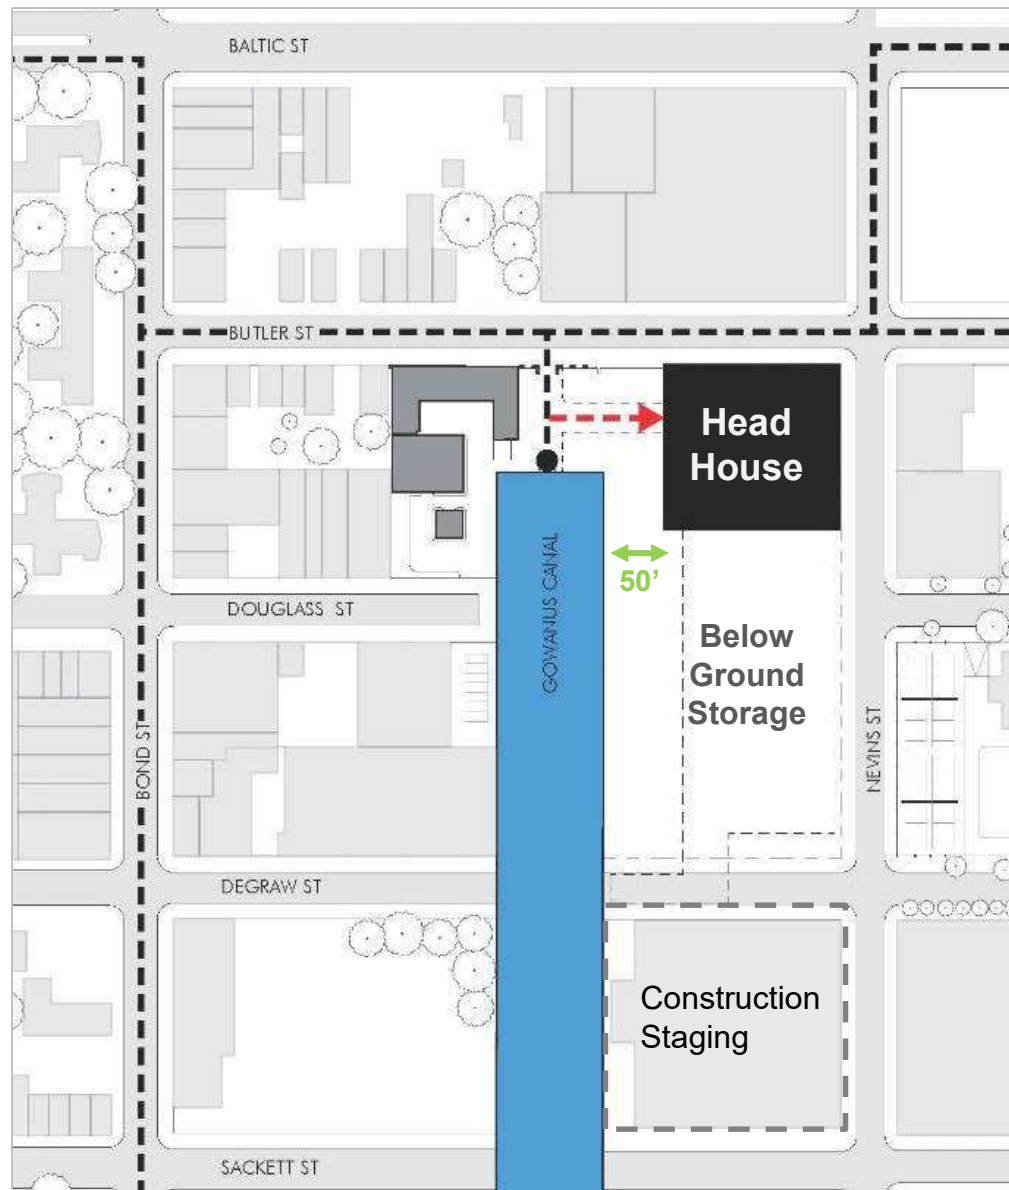 BALTIC ST
BUTLER ST
Head
House
GOWANUS CANAL
50’
DOUGLASS ST
Below
Ground
Storage
BOND ST
NEVINS ST
DEGRAW ST
Construction
Staging
SACKETT ST